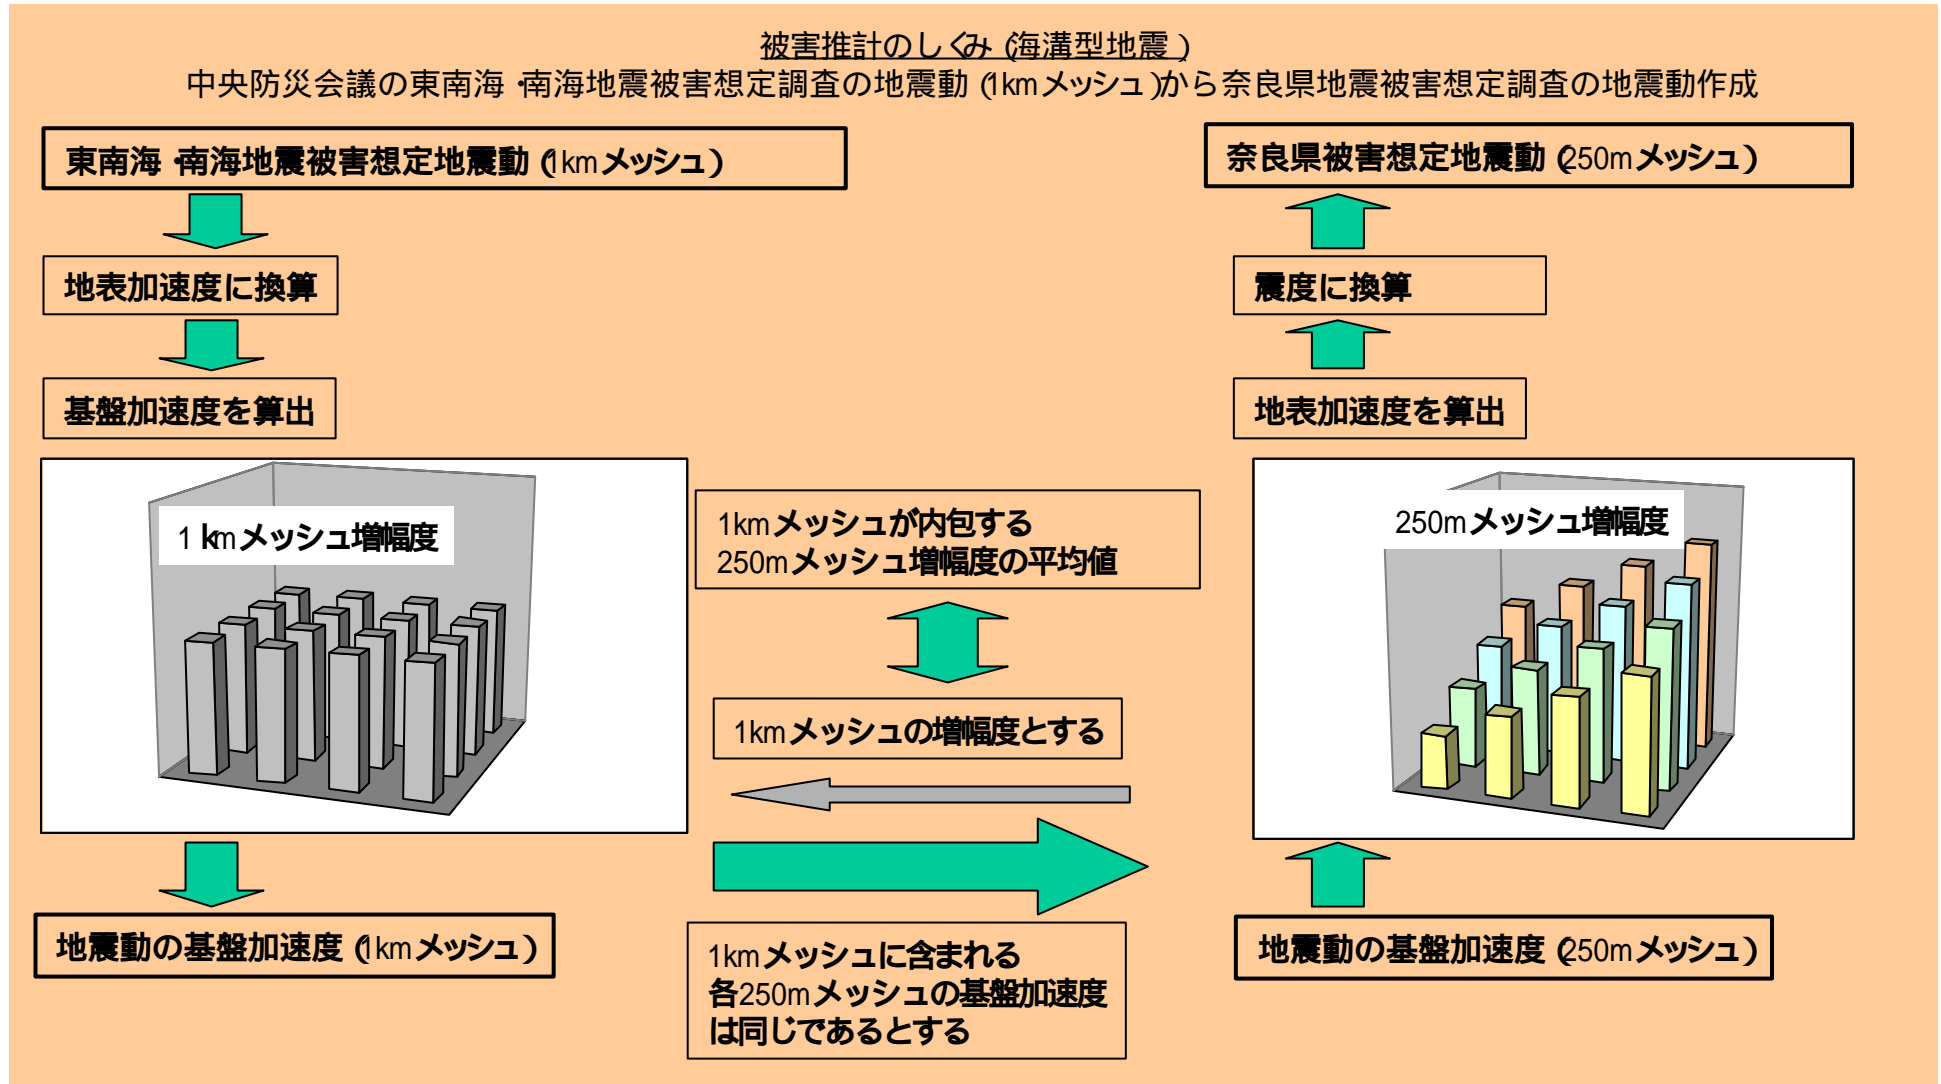 被害推計のしくみ（海溝型地震）
中央防災会議の東南海・南海地震被害想定調査の地震動（1kmメッシュ）から奈良県地震被害想定調査の地震動作成
東南海・南海地震被害想定地震動（1kmメッシュ）
地表加速度に換算
基盤加速度を算出
1kmメッシュ増幅度
地震動の基盤加速度（1kmメッシュ）
1kmメッシュが内包する
250mメッシュ増幅度の平均値
1kmメッシュの増幅度とする
1kmメッシュに含まれる
各250mメッシュの基盤加速度
は同じであるとする
奈良県被害想定地震動（250mメッシュ）
震度に換算
地表加速度を算出
250mメッシュ増幅度
地震動の基盤加速度（250mメッシュ）